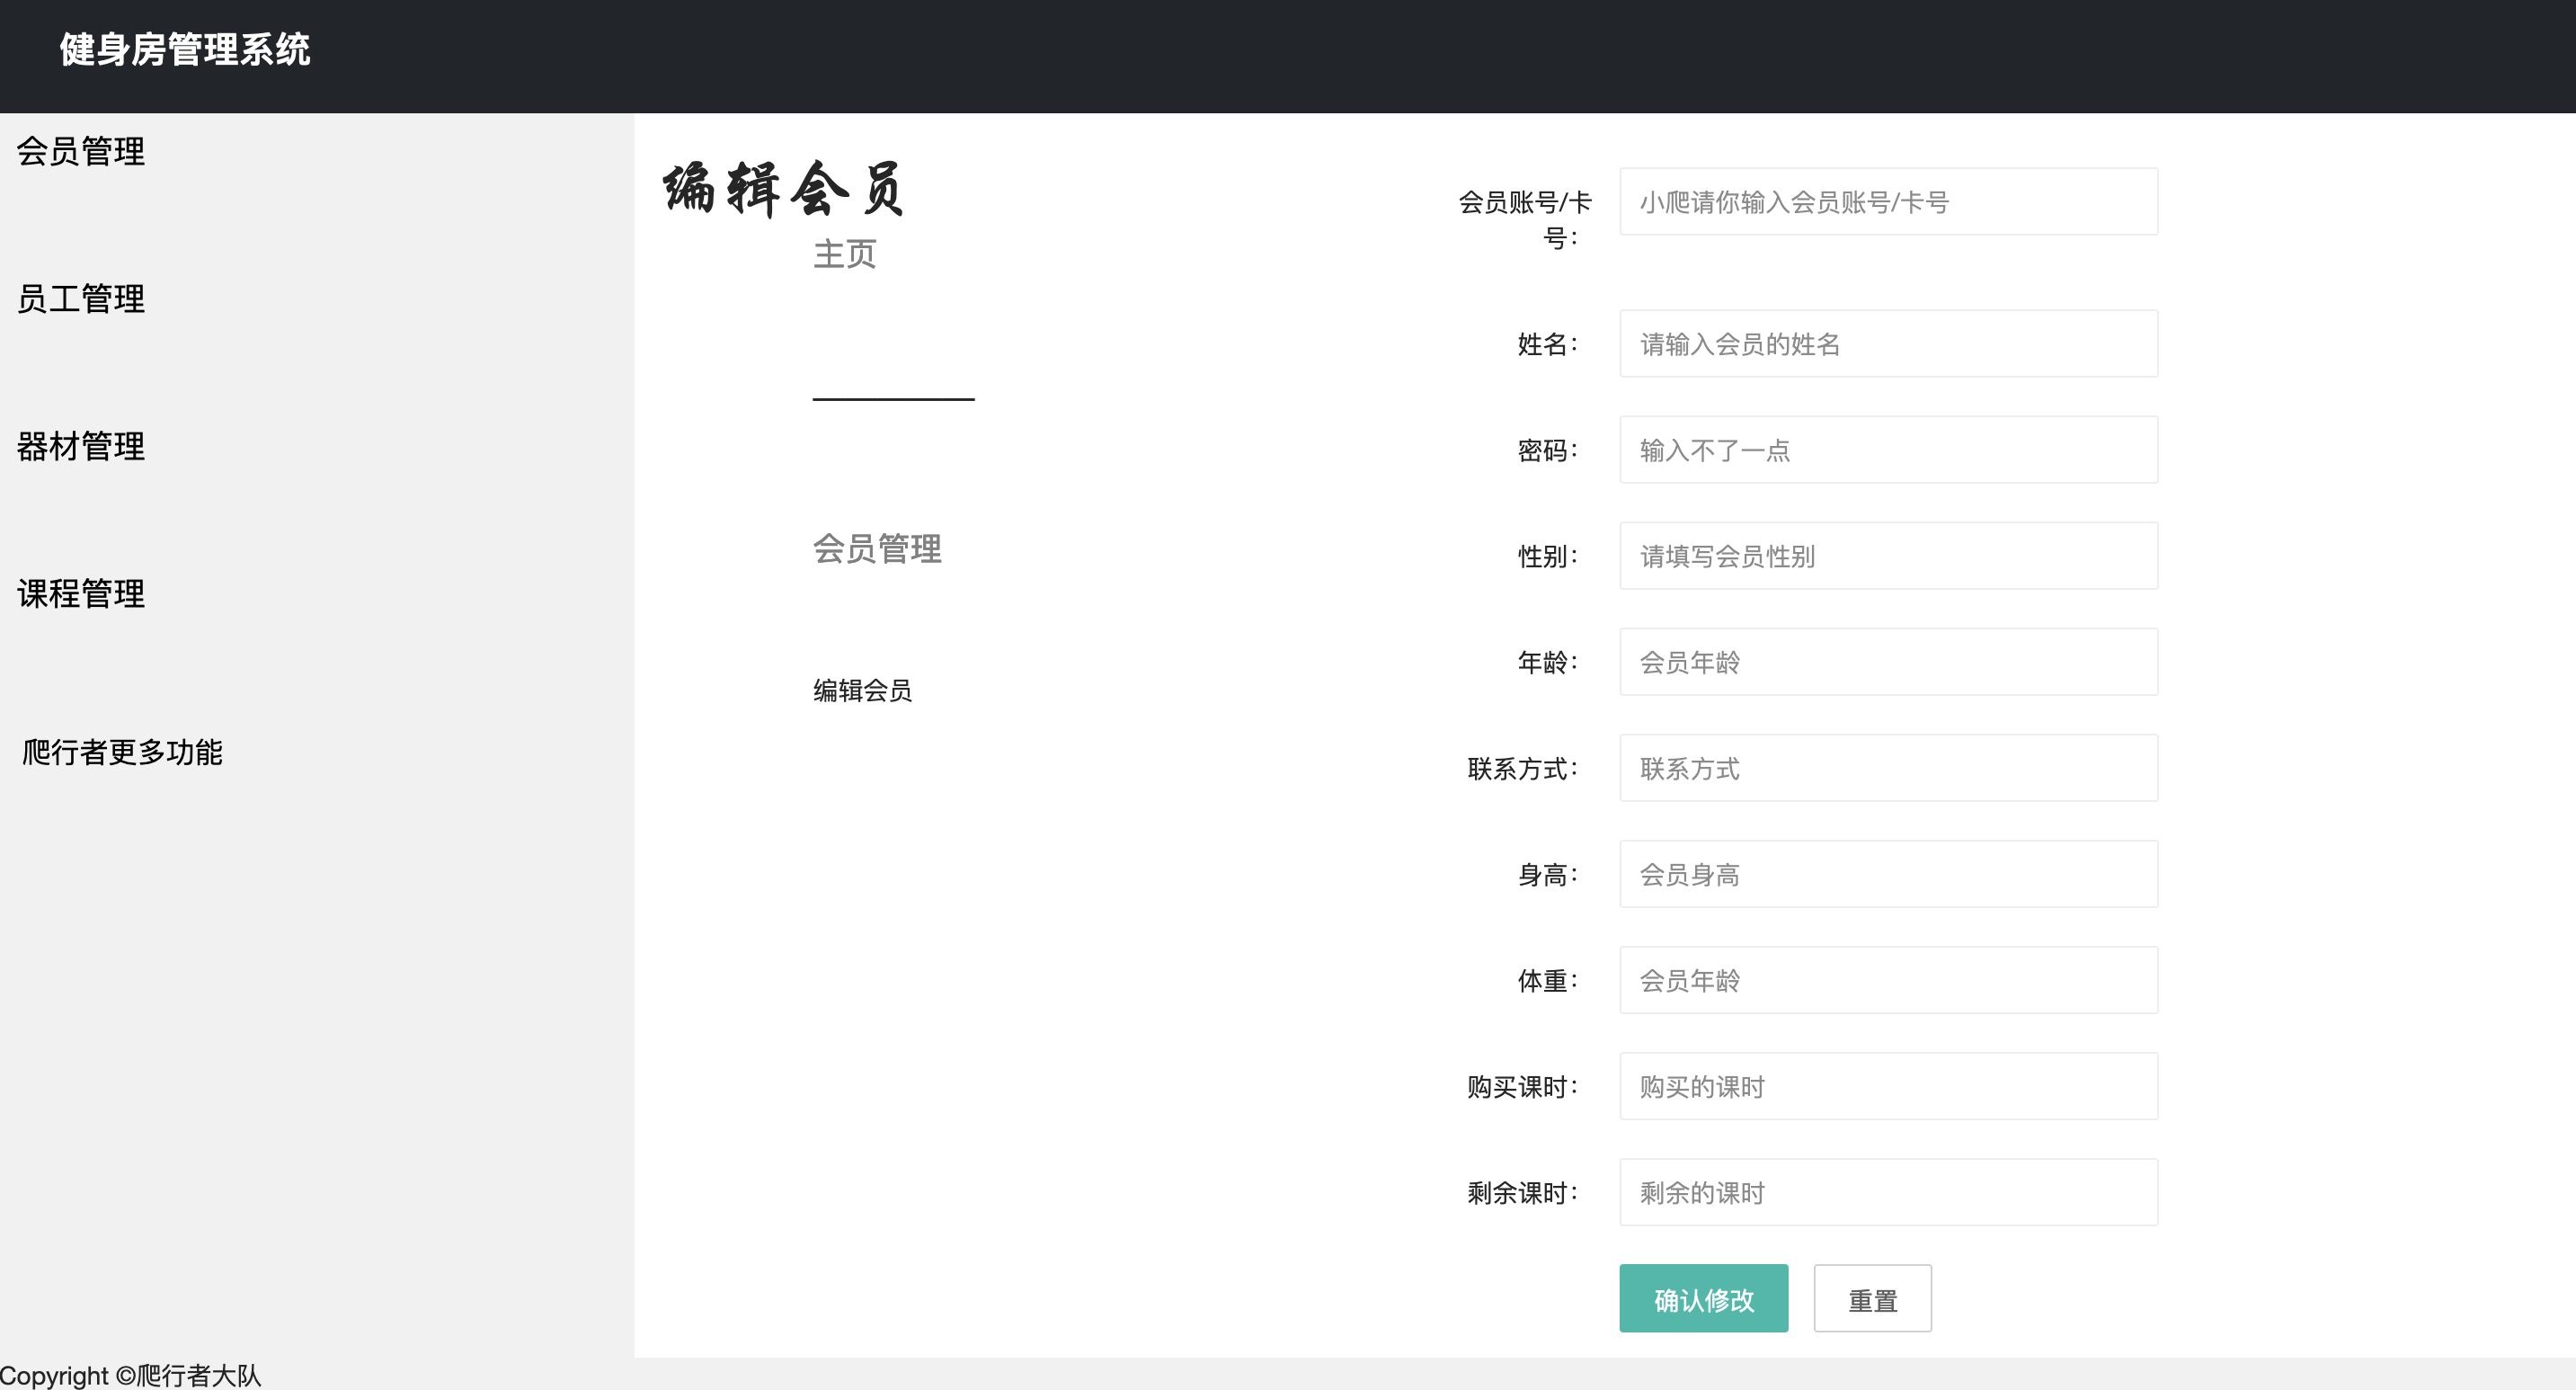 健身房管理系统
会员管理
员工管理
器材管理
课程管理
爬行者更多功能
编辑会员
主页
会员管理
编辑会员
会员账号/卡
号：
小爬请你输入会员账号/卡号
姓名：
请输入会员的姓名
密码：
输入不了一点
性别：
请填写会员性别
年龄：
会员年龄
联系方式：
联系方式
身高：
会员身高
体重：
会员年龄
购买课时：
购买的课时
剩余课时：
剩余的课时
确认修改
重置
Copyright ©爬行者大队